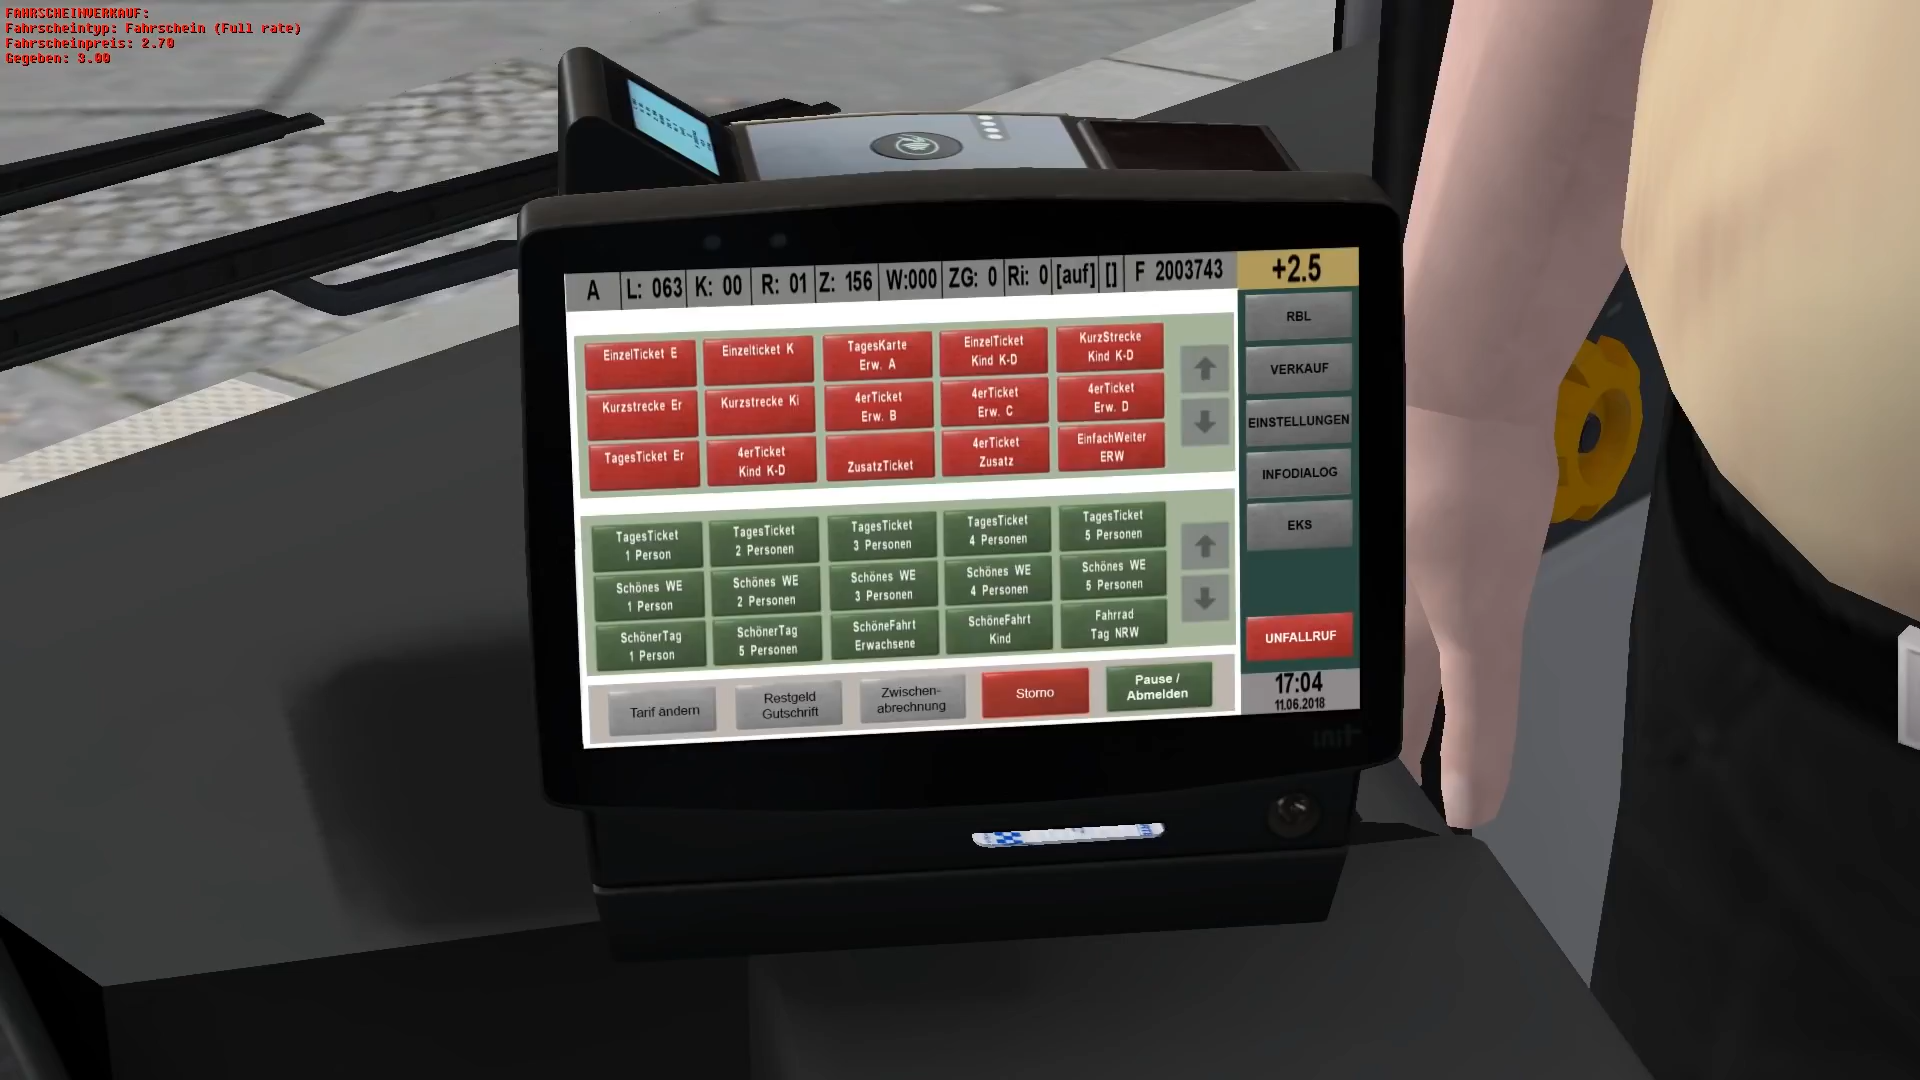 FAHRSCHEINVERKAUF:
Fahrscheintyp: Fahrschein (Full rate)
Fahrscheinpreis: 2.70
Gegeben: 3.00
A L: 063 K: 00 R: 01 Z: 156 W:000 ZG: 0 Ri: 0 [auf] [] F 2003743 +2.5
EinzelTicket E
Einzelticket K
TagesKarte
Erw. A
EinzelTicket
Kind K-D
KurzStrecke
Kind K-D
Kurzstrecke Er
Kurzstrecke Ki
4erTicket
Erw. B
4erTicket
Erw. C
4erTicket
Erw. D
TagesTicket Er
4erTicket
Kind K-D
ZusatzTicket
4erTicket
Zusatz
EinfachWeiter
ERW
TagesTicket
1 Person
TagesTicket
2 Personen
TagesTicket
3 Personen
TagesTicket
4 Personen
TagesTicket
5 Personen
Schönes WE
1 Person
Schönes WE
2 Personen
Schönes WE
3 Personen
Schönes WE
4 Personen
Schönes WE
5 Personen
SchönerTag
1 Person
SchönerTag
5 Personen
SchöneFahrt
Erwachsene
SchöneFahrt
Kind
Fahrrad
Tag NRW
Tarif ändern
Restgeld
Gutschrift
Zwischen-
abrechnung
Storno
Pause /
Abmelden
RBL
VERKAUF
EINSTELLUNGEN
INFODIALOG
EKS
UNFALLRUF
17:04
11.06.2018
init